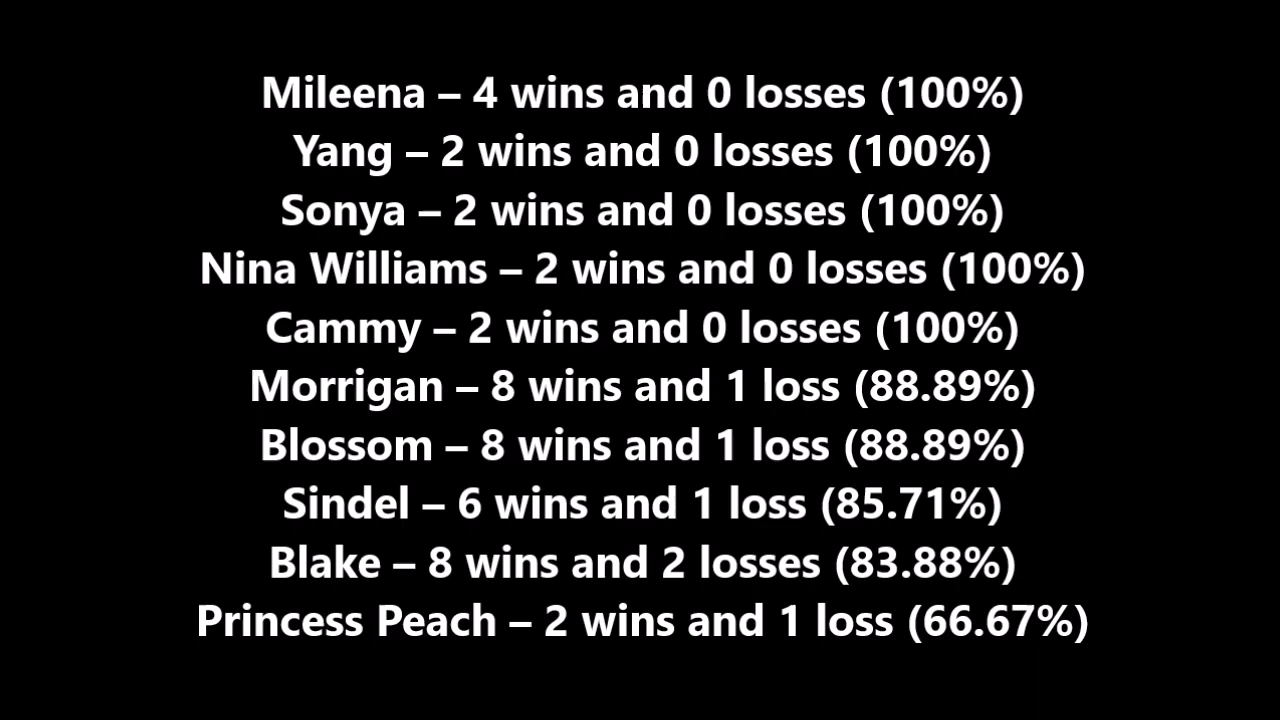 Mileena – 4 wins and 0 losses (100%)
Yang – 2 wins and 0 losses (100%)
Sonya – 2 wins and 0 losses (100%)
Nina Williams – 2 wins and 0 losses (100%)
Cammy – 2 wins and 0 losses (100%)
Morrigan – 8 wins and 1 loss (88.89%)
Blossom – 8 wins and 1 loss (88.89%)
Sindel – 6 wins and 1 loss (85.71%)
Blake – 8 wins and 2 losses (83.88%)
Princess Peach – 2 wins and 1 loss (66.67%)